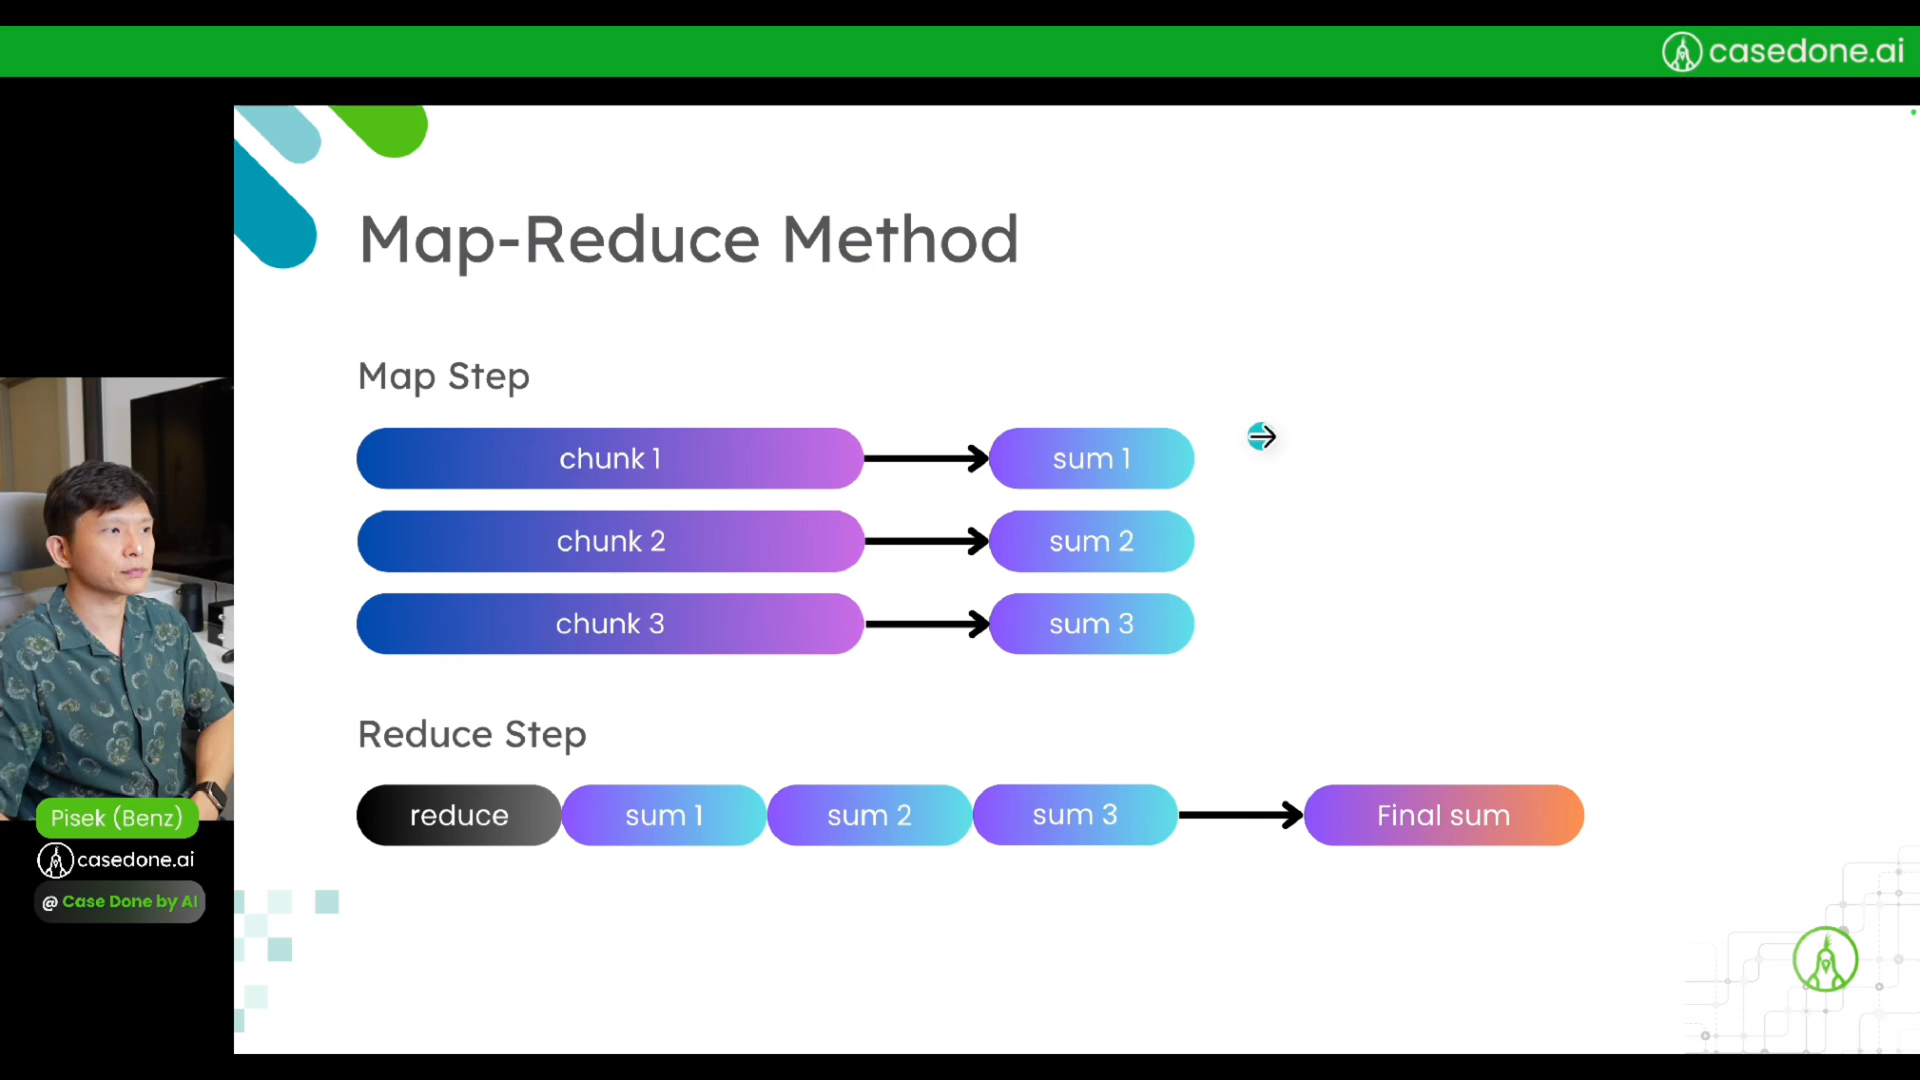 casedone.ai
Map-Reduce Method
Map Step
chunk 1
sum 1
chunk 2
sum 2
chunk 3
sum 3
Reduce Step
reduce
sum 1
sum 2
sum 3
Final sum
Pisek (Benz)
casedone.ai
@ Case Done by AI